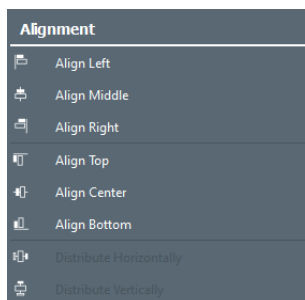 Alignment
Align Left
Align Middle
Align Right
Align Top
Align Center
Align Bottom
Distribute Horizontally
Distribute Vertically